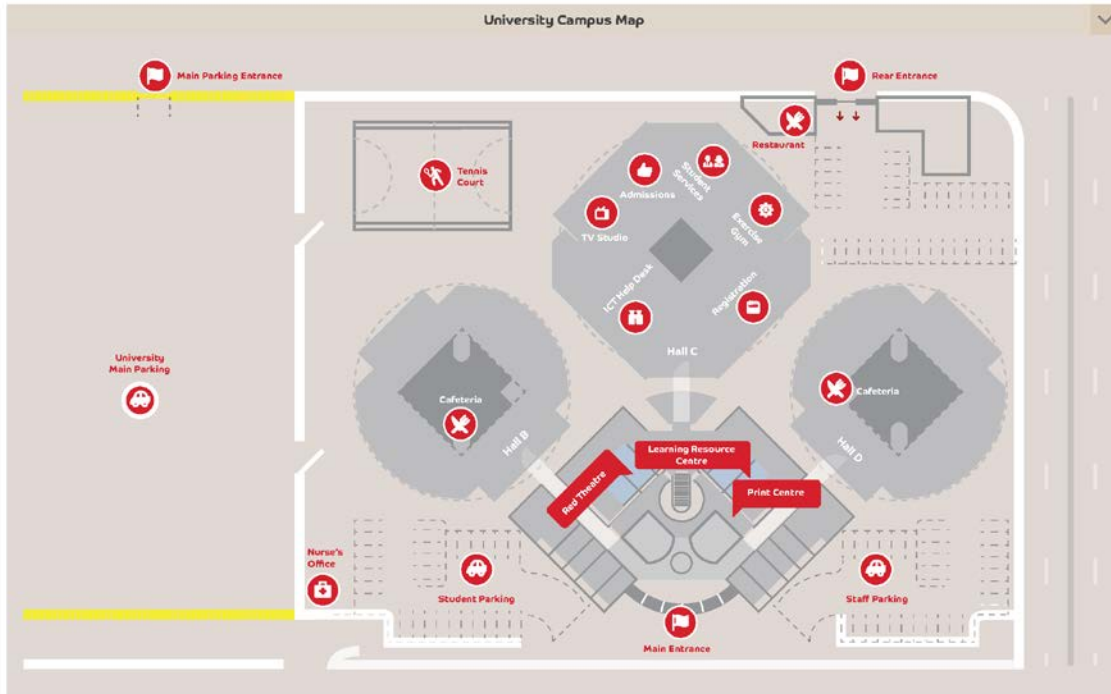 University Campus Map
Main Parking Entrance
Rear Entrance
Restaurant
Tennis
Court
Student
Services
Admissions
TV Studio
Exercise
Gym
ICT Help Desk
Registration
Hall C
University
Main Parking
Cafeteria
Cafeteria
Hall B
Hall D
Learning Resource
Centre
Red Theatre
Print Centre
Nurse's
Office
Student Parking
Staff Parking
Main Entrance